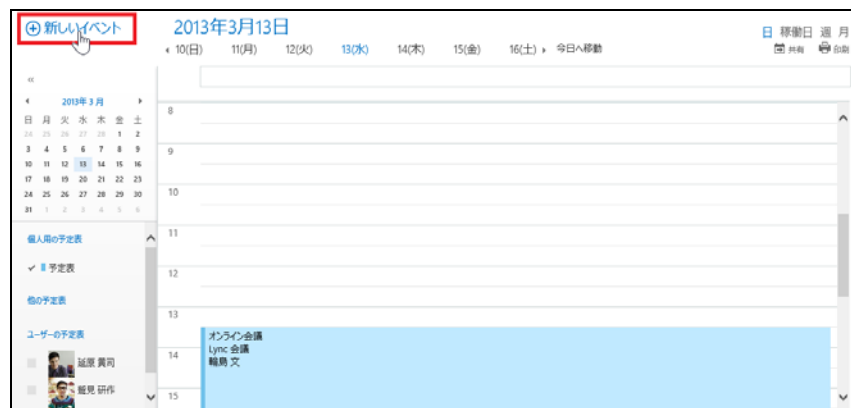 新しいイベント
2013年3月13日
日 稼働日 週 月
10(日) 11(月) 12(火) 13(水) 14(木) 15(金) 16(土) 今日へ移動
共有 印刷
«
2013年 3 月
日 月 火 水 木 金 土
24 25 26 27 28 1 2
3 4 5 6 7 8 9
10 11 12 13 14 15 16
17 18 19 20 21 22 23
24 25 26 27 28 29 30
31 1 2 3 4 5 6
個人用の予定表
予定表
他の予定表
ユーザーの予定表
延原 貫司
飯見 研作
8
9
10
11
12
13
オンライン会議
Lync 会議
14
輪島 文
15